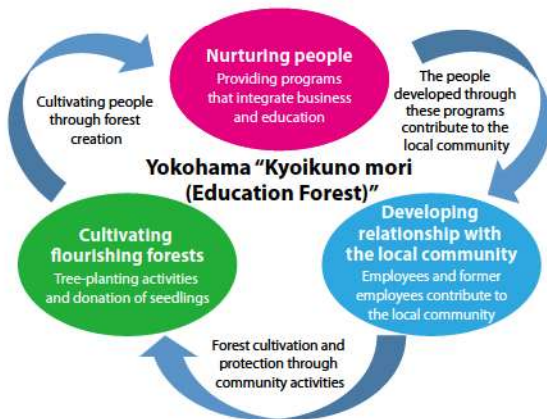 Nurturing people
Providing programs
that integrate business
and education
The people
developed through
these programs
contribute to the
local community
Cultivating people
through forest
creation
Yokohama “Kyoikuno mori
(Education Forest)”
Developing
relationship with
the local community
Employees and former
employees contribute to
the local community
Cultivating
flourishing forests
Tree-planting activities
and donation of seedlings
Forest cultivation and
protection through
community activities